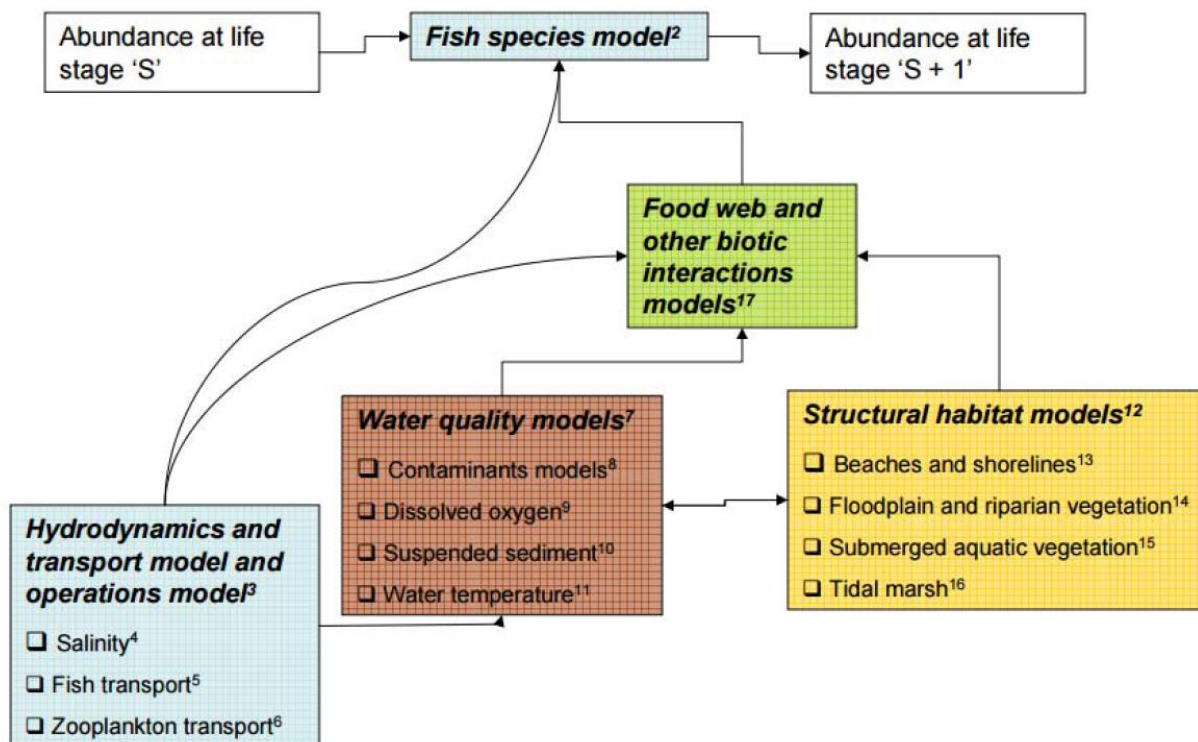 Abundance at life
stage ‘S’
Fish species model²
Abundance at life
stage ‘S + 1’
Food web and
other biotic
interactions
models¹⁷
Water quality models⁷
❑ Contaminants models⁸
❑ Dissolved oxygen⁹
❑ Suspended sediment¹⁰
❑ Water temperature¹¹
Structural habitat models¹²
❑ Beaches and shorelines¹³
❑ Floodplain and riparian vegetation¹⁴
❑ Submerged aquatic vegetation¹⁵
❑ Tidal marsh¹⁶
Hydrodynamics and
transport model and
operations model³
❑ Salinity⁴
❑ Fish transport⁵
❑ Zooplankton transport⁶